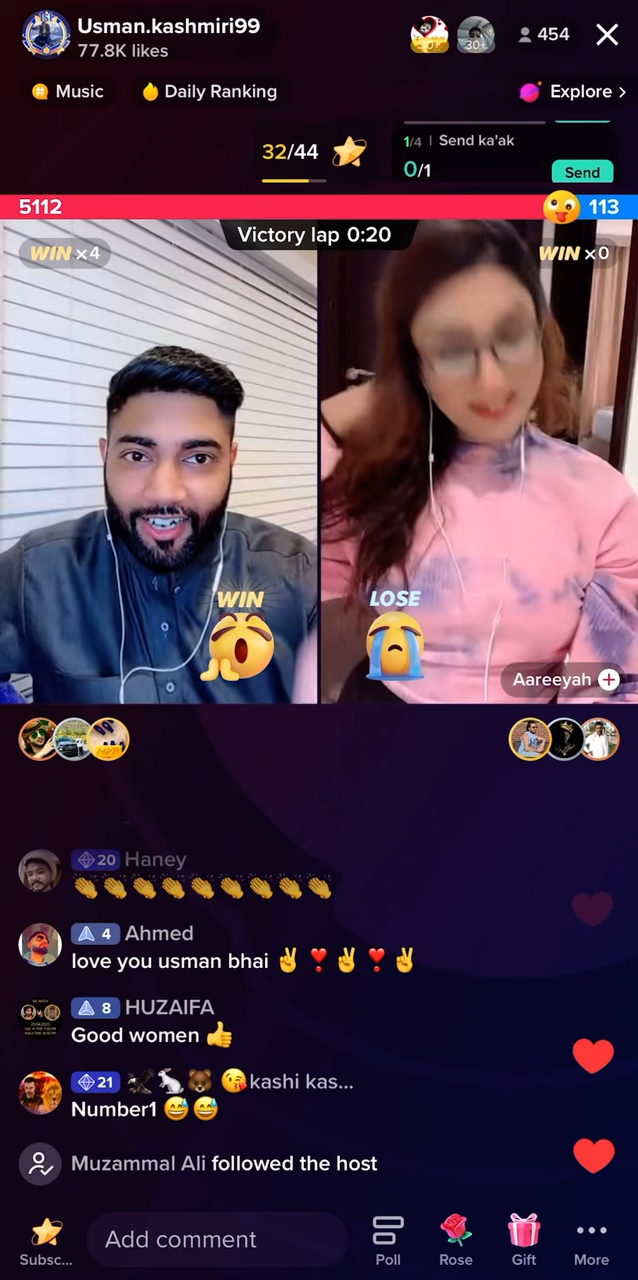 Usman.kashmiri99
77.8K likes
30+
30+
454
Music
Daily Ranking
Explore >
32/44
1/4 | Send ka'ak
0/1
Send
5112
113
Victory lap 0:20
WIN ×4
WIN ×0
WIN
LOSE
Aareeyah
20 Haney
👏👏👏👏👏👏👏👏👏
4 Ahmed
love you usman bhai ✌️❣️✌️❣️✌️
8 HUZAIFA
Good women 👍
21 🦅🐇🐻😘kashi kas...
Number1 😅😅
Muzammal Ali followed the host
Subsc...
Add comment
Poll
Rose
Gift
More